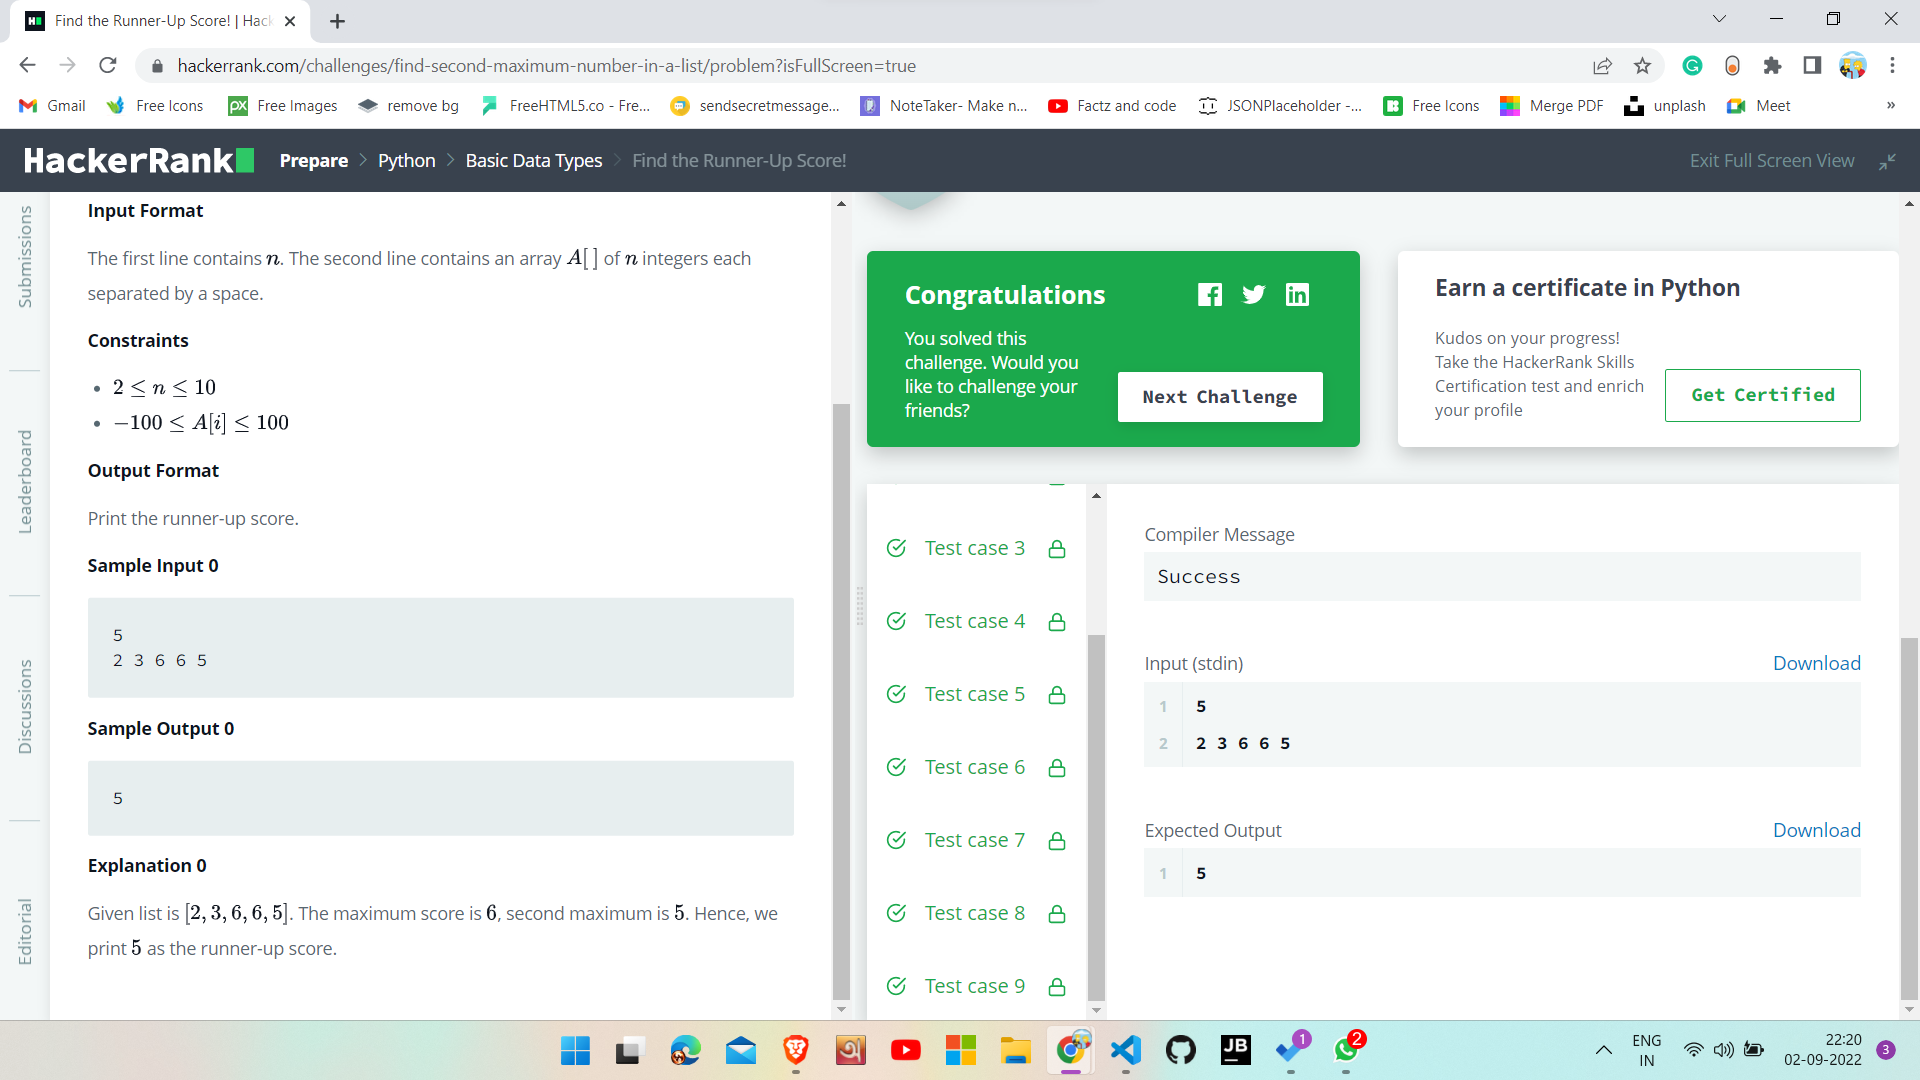 Find the Runner-Up Score! | Hack
hackerrank.com/challenges/find-second-maximum-number-in-a-list/problem?isFullScreen=true
Gmail
Free Icons
px
Free Images
remove bg
FreeHTML5.co - Fre...
sendsecretmessage...
NoteTaker- Make n...
Factz and code
JSONPlaceholder -...
Free Icons
Merge PDF
unplash
Meet
»
HackerRank
Prepare > Python > Basic Data Types > Find the Runner-Up Score!
Exit Full Screen View
Submissions
Leaderboard
Discussions
Editorial
Input Format
The first line contains n. The second line contains an array A[] of n integers each
separated by a space.
Constraints
• 2 ≤ n ≤ 10
• −100 ≤ A[i] ≤ 100
Output Format
Print the runner-up score.
Sample Input 0
5
2 3 6 6 5
Sample Output 0
5
Explanation 0
Given list is [2, 3, 6, 6, 5]. The maximum score is 6, second maximum is 5. Hence, we
print 5 as the runner-up score.
Congratulations
You solved this
challenge. Would you
like to challenge your
friends?
Next Challenge
Earn a certificate in Python
Kudos on your progress!
Take the HackerRank Skills
Certification test and enrich
your profile
Get Certified
Test case 3
Test case 4
Test case 5
Test case 6
Test case 7
Test case 8
Test case 9
Compiler Message
Success
Input (stdin)
Download
1 5
2 2 3 6 6 5
Expected Output
Download
1 5
JB
1
2
ENG
IN
22:20
02-09-2022
3